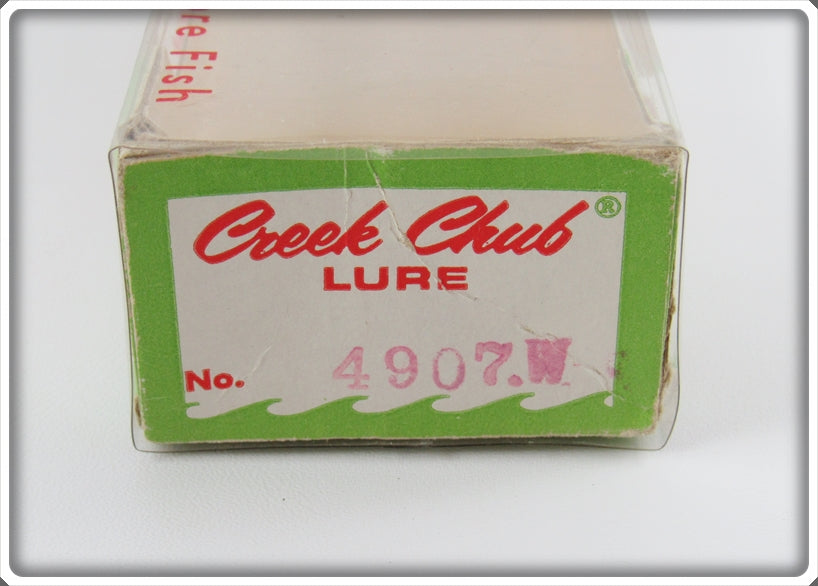 re Fish
Creek Chub®
LURE
No. 4907.W